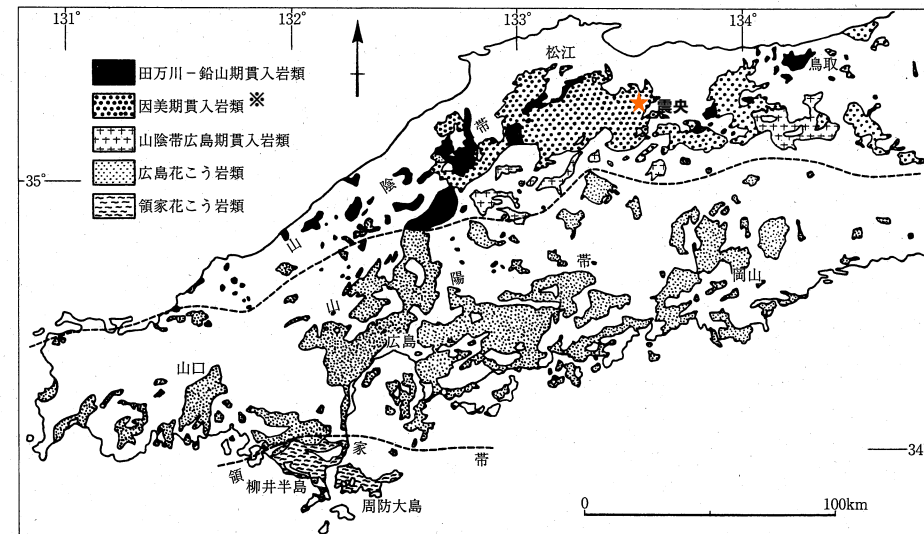 131°
132°
133°
134°
松江
鳥取
田万川－鉛山期貫入岩類
因美期貫入岩類※
山陰帯広島期貫入岩類
広島花こう岩類
領家花こう岩類
震央
35°
山 陰 帯
山 陽 帯
岡山
広島
山口
34
領 家 帯
柳井半島
周防大島
0 100km